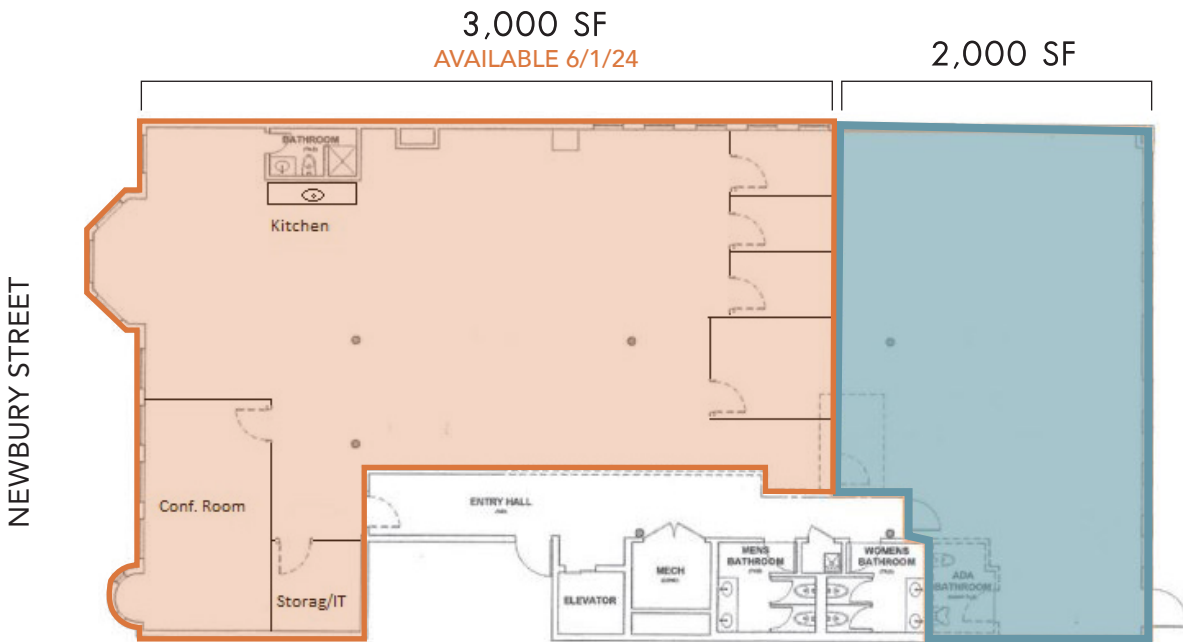 3,000 SF
AVAILABLE 6/1/24
2,000 SF
NEWBURY STREET
BATHROOM
Kitchen
Conf. Room
Storag/IT
ENTRY HALL
ELEVATOR
MECH
MENS
BATHROOM
WOMENS
BATHROOM
ADA
BATHROOM